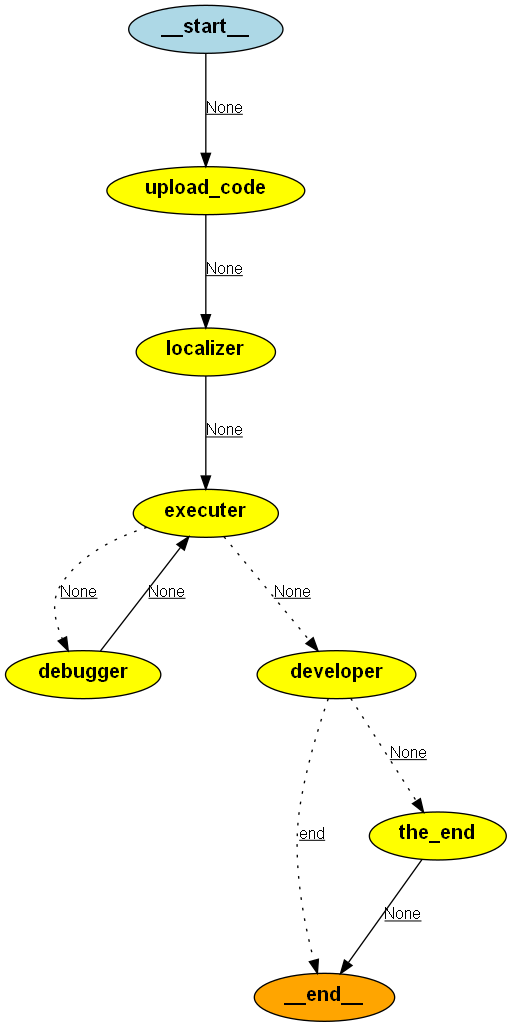 __start__
None
upload_code
None
localizer
None
executer
None
None
None
debugger
developer
None
end
the_end
None
__end__